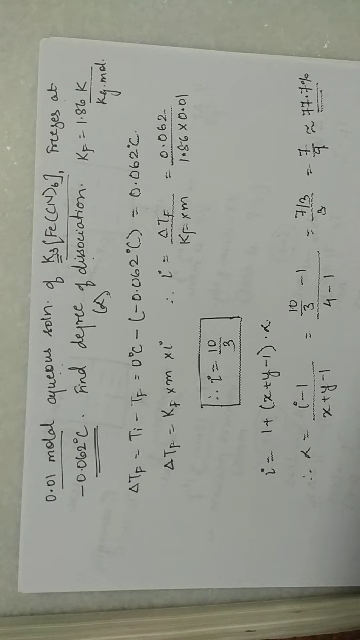 0.01 molal aqueous soln. of K3[Fe(CN)6], freezes at
-0.062°C. Find degree of dissociation. KF = 1.86 K
(α) Kg.mol.
ΔTF = Ti - TF = 0°C - (-0.062°C) = 0.062°C.
ΔTF = KF × m × i ∴ i = ΔTF / KF × m = 0.062 / 1.86 × 0.01
∴ i = 10/3
i = 1 + (x+y-1).α
∴ α = i-1 / x+y-1 = 10/3 - 1 / 4-1 = 7/3 / 3 = 7/9 ≈ 77.7%